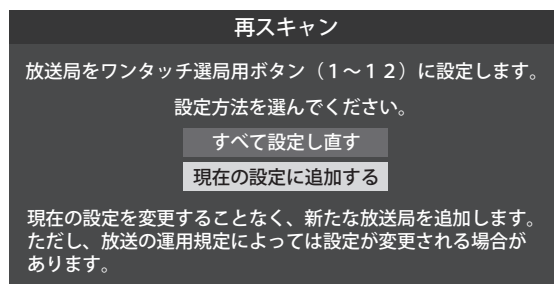 再スキャン
放送局をワンタッチ選局用ボタン（１～１２）に設定します。
設定方法を選んでください。
すべて設定し直す
現在の設定に追加する
現在の設定を変更することなく、新たな放送局を追加します。
ただし、放送の運用規定によっては設定が変更される場合が
あります。